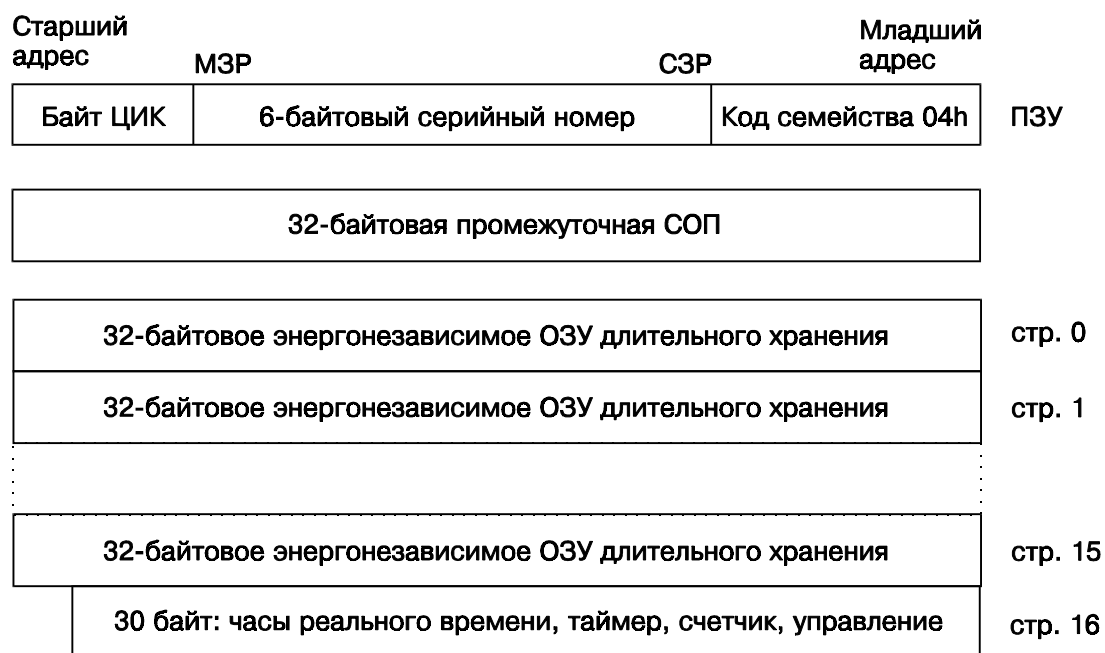 Старший адрес
МЗР
СЗР
Младший адрес
Байт ЦИК
6-байтовый серийный номер
Код семейства 04h
ПЗУ
32-байтовая промежуточная СОП
32-байтовое энергонезависимое ОЗУ длительного хранения
стр. 0
32-байтовое энергонезависимое ОЗУ длительного хранения
стр. 1
32-байтовое энергонезависимое ОЗУ длительного хранения
стр. 15
30 байт: часы реального времени, таймер, счетчик, управление
стр. 16